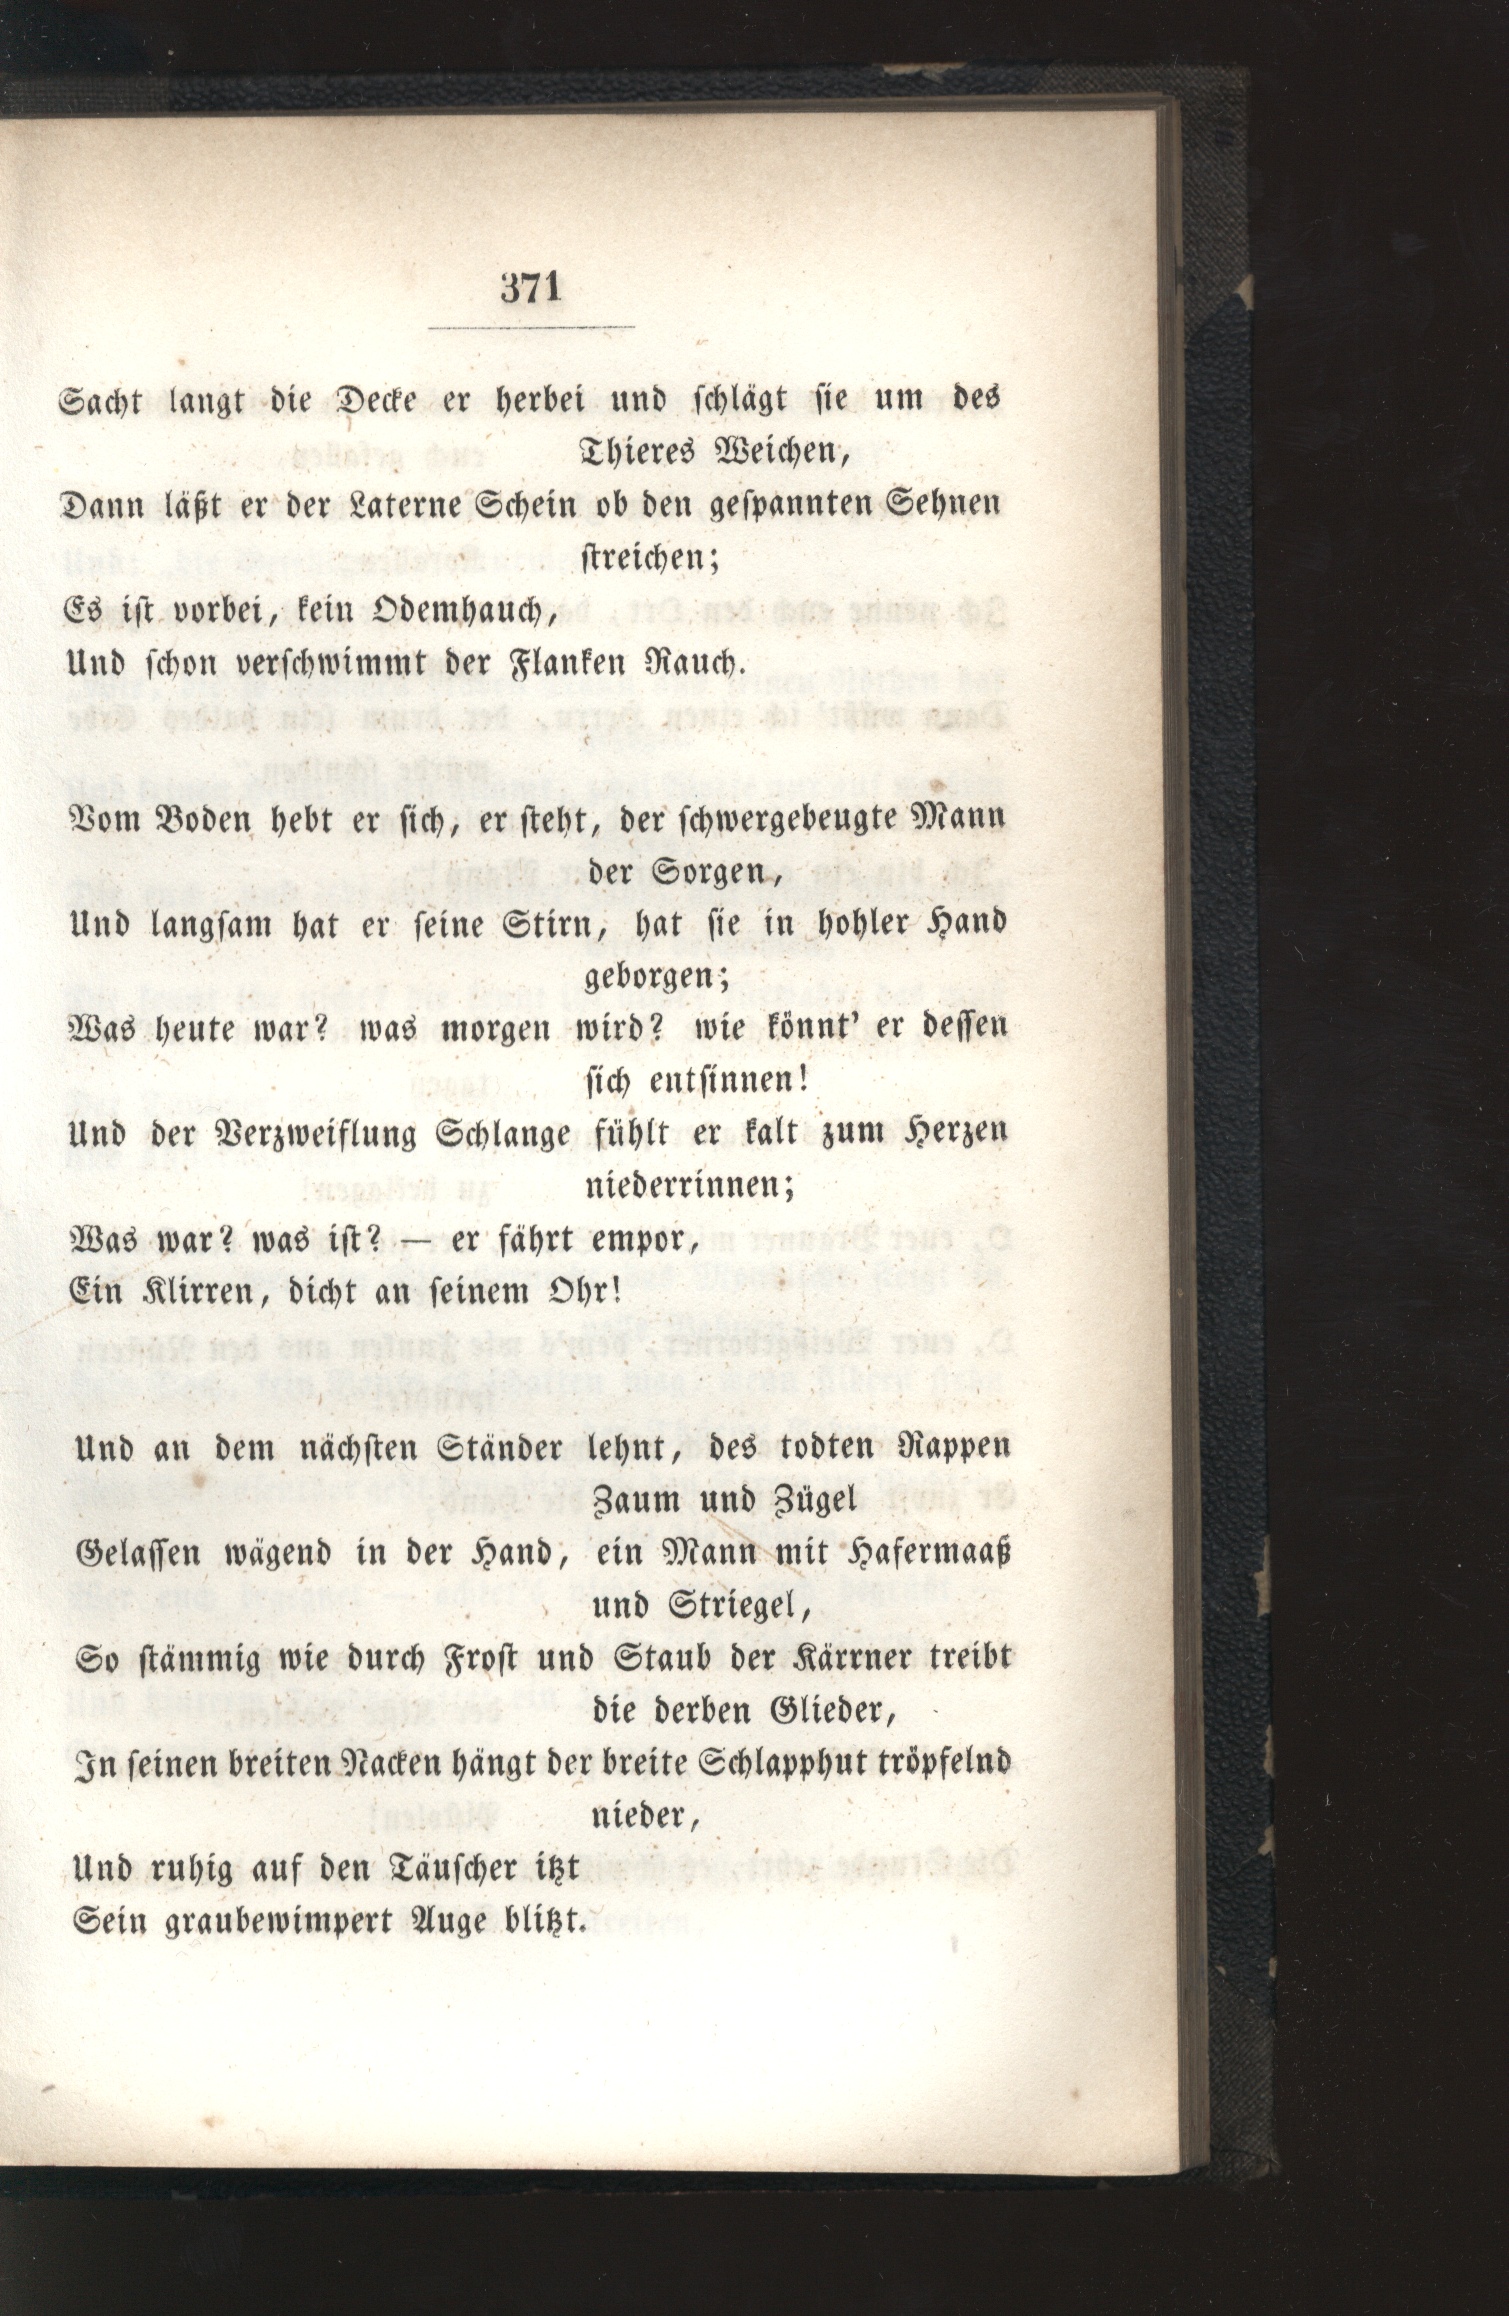 371
Sacht langt die Decke er herbei und ſchlägt ſie um des
Thieres Weichen,
Dann läßt er der Laterne Schein ob den geſpannten Sehnen
ſtreichen;
Es iſt vorbei, kein Odemhauch,
Und ſchon verſchwimmt der Flanken Rauch.
Vom Boden hebt er ſich, er ſteht, der ſchwergebeugte Mann
der Sorgen,
Und langſam hat er ſeine Stirn, hat ſie in hohler Hand
geborgen;
Was heute war? was morgen wird? wie könnt' er deſſen
ſich entſinnen!
Und der Verzweiflung Schlange fühlt er kalt zum Herzen
niederrinnen;
Was war? was iſt? — er fährt empor,
Ein Klirren, dicht an ſeinem Ohr!
Und an dem nächſten Ständer lehnt, des todten Rappen
Zaum und Zügel
Gelaſſen wägend in der Hand, ein Mann mit Hafermaaß
und Striegel,
So ſtämmig wie durch Froſt und Staub der Kärrner treibt
die derben Glieder,
In ſeinen breiten Nacken hängt der breite Schlapphut tröpfelnd
nieder,
Und ruhig auf den Täuſcher itzt
Sein graubewimpert Auge blitzt.